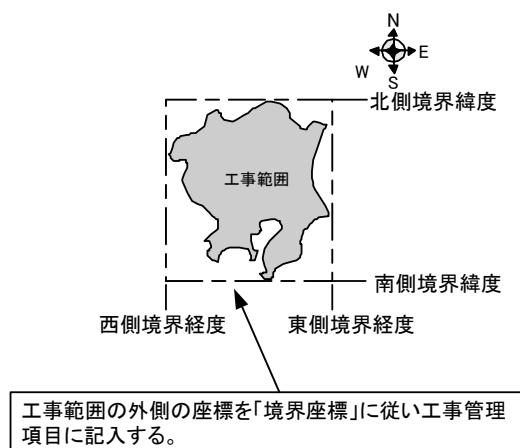 N
E
W
S
北側境界緯度
工事範囲
南側境界緯度
西側境界経度
東側境界経度
工事範囲の外側の座標を「境界座標」に従い工事管理
項目に記入する。